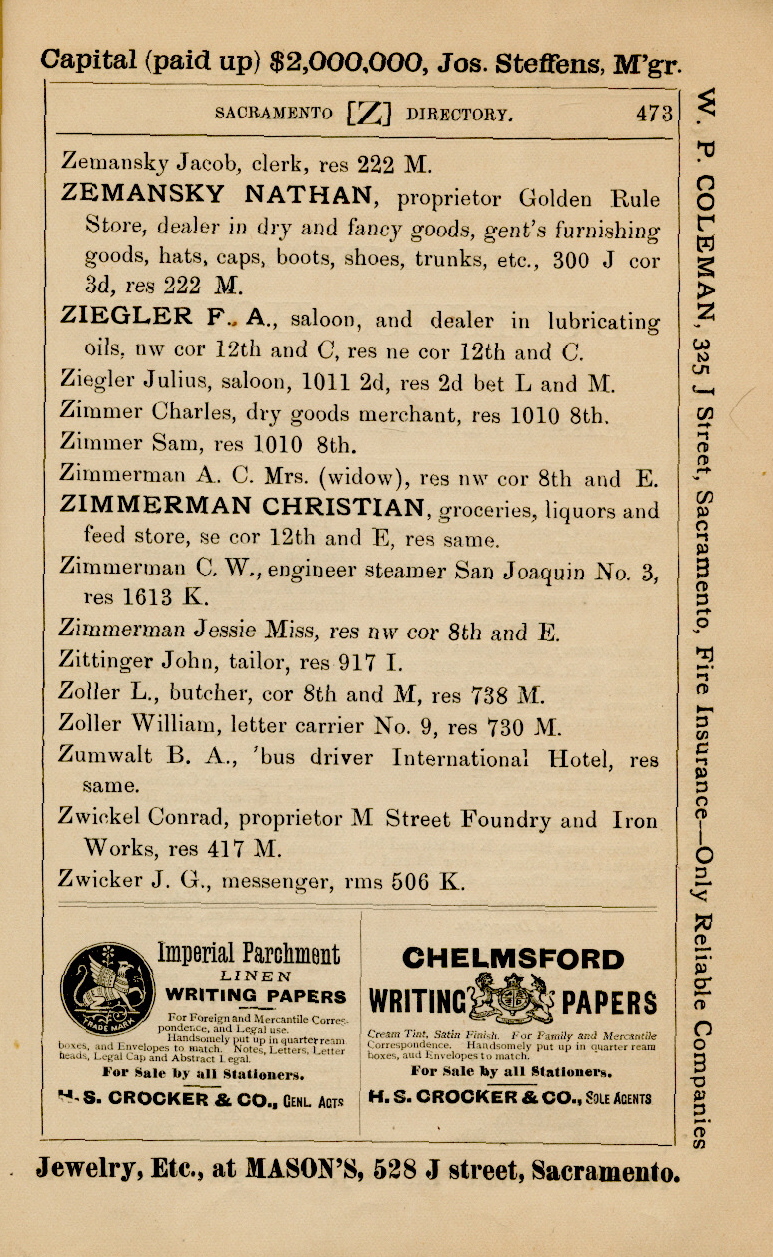 Capital (paid up) $2,000,000, Jos. Steffens, M'gr.
SACRAMENTO [Z] DIRECTORY. 473
Zemansky Jacob, clerk, res 222 M.
ZEMANSKY NATHAN, proprietor Golden Rule
Store, dealer in dry and fancy goods, gent's furnishing
goods, hats, caps, boots, shoes, trunks, etc., 300 J cor
3d, res 222 M.
ZIEGLER F. A., saloon, and dealer in lubricating
oils, nw cor 12th and C, res ne cor 12th and C.
Ziegler Julius, saloon, 1011 2d, res 2d bet L and M.
Zimmer Charles, dry goods merchant, res 1010 8th.
Zimmer Sam, res 1010 8th.
Zimmerman A. C. Mrs. (widow), res nw cor 8th and E.
ZIMMERMAN CHRISTIAN, groceries, liquors and
feed store, se cor 12th and E, res same.
Zimmerman C. W., engineer steamer San Joaquin No. 3,
res 1613 K.
Zimmerman Jessie Miss, res nw cor 8th and E.
Zittinger John, tailor, res 917 I.
Zoller L., butcher, cor 8th and M, res 738 M.
Zoller William, letter carrier No. 9, res 730 M.
Zumwalt B. A., 'bus driver International Hotel, res
same.
Zwickel Conrad, proprietor M Street Foundry and Iron
Works, res 417 M.
Zwicker J. G., messenger, rms 506 K.
TRADE MARK
Imperial Parchment
LINEN
WRITING PAPERS
For Foreign and Mercantile Corres-
pondence, and Legal use.
Handsomely put up in quarter ream
boxes, and Envelopes to match. Notes, Letters, Letter
heads, Legal Cap and Abstract Legal.
For Sale by all Stationers.
H. S. CROCKER & CO., GENL. AGTS
CHELMSFORD
WRITING PAPERS
Cream Tint, Satin Finish. For Family and Mercantile
Correspondence. Handsomely put up in quarter ream
boxes, and Envelopes to match.
For Sale by all Stationers.
H. S. CROCKER & CO., SOLE AGENTS
W. P. COLEMAN, 325 J Street, Sacramento, Fire Insurance—Only Reliable Companies
Jewelry, Etc., at MASON'S, 528 J street, Sacramento.